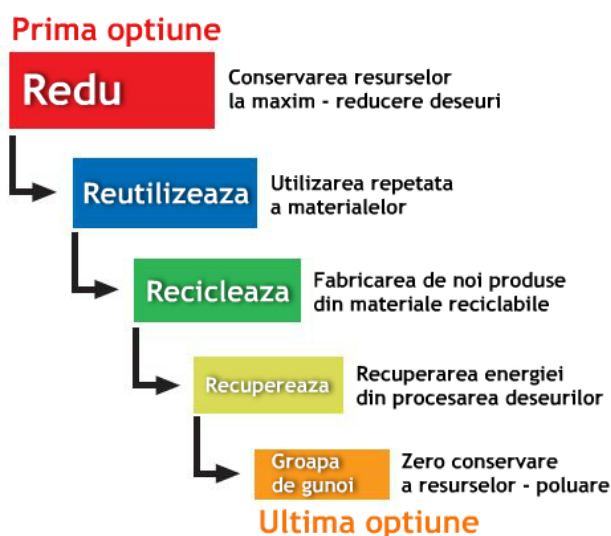 Prima optiune
Redu
Conservarea resurselor
la maxim - reducere deseuri
Reutilizeaza
Utilizarea repetata
a materialelor
Recicleaza
Fabricarea de noi produse
din materiale reciclabile
Recupereaza
Recuperarea energiei
din procesarea deseurilor
Groapa
de gunoi
Zero conservare
a resurselor - poluare
Ultima optiune